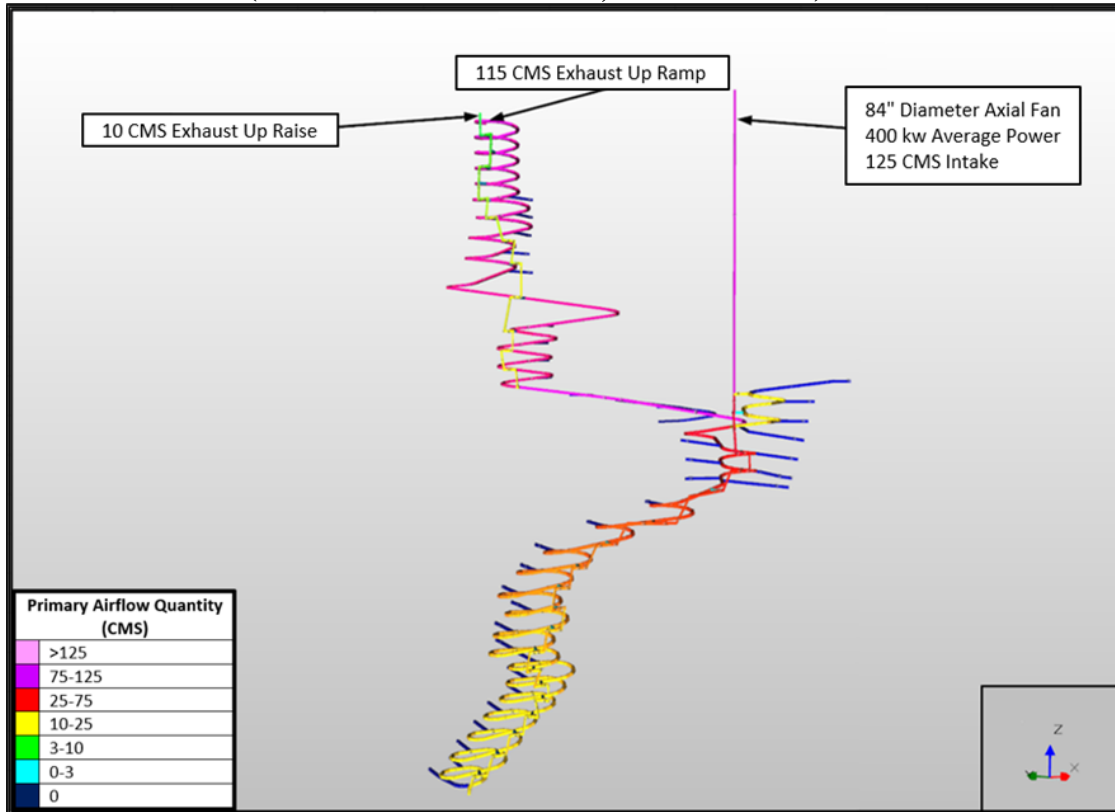 115 CMS Exhaust Up Ramp
10 CMS Exhaust Up Raise
84" Diameter Axial Fan
400 kw Average Power
125 CMS Intake
Primary Airflow Quantity
(CMS)
>125
75-125
25-75
10-25
3-10
0-3
0
Z
X